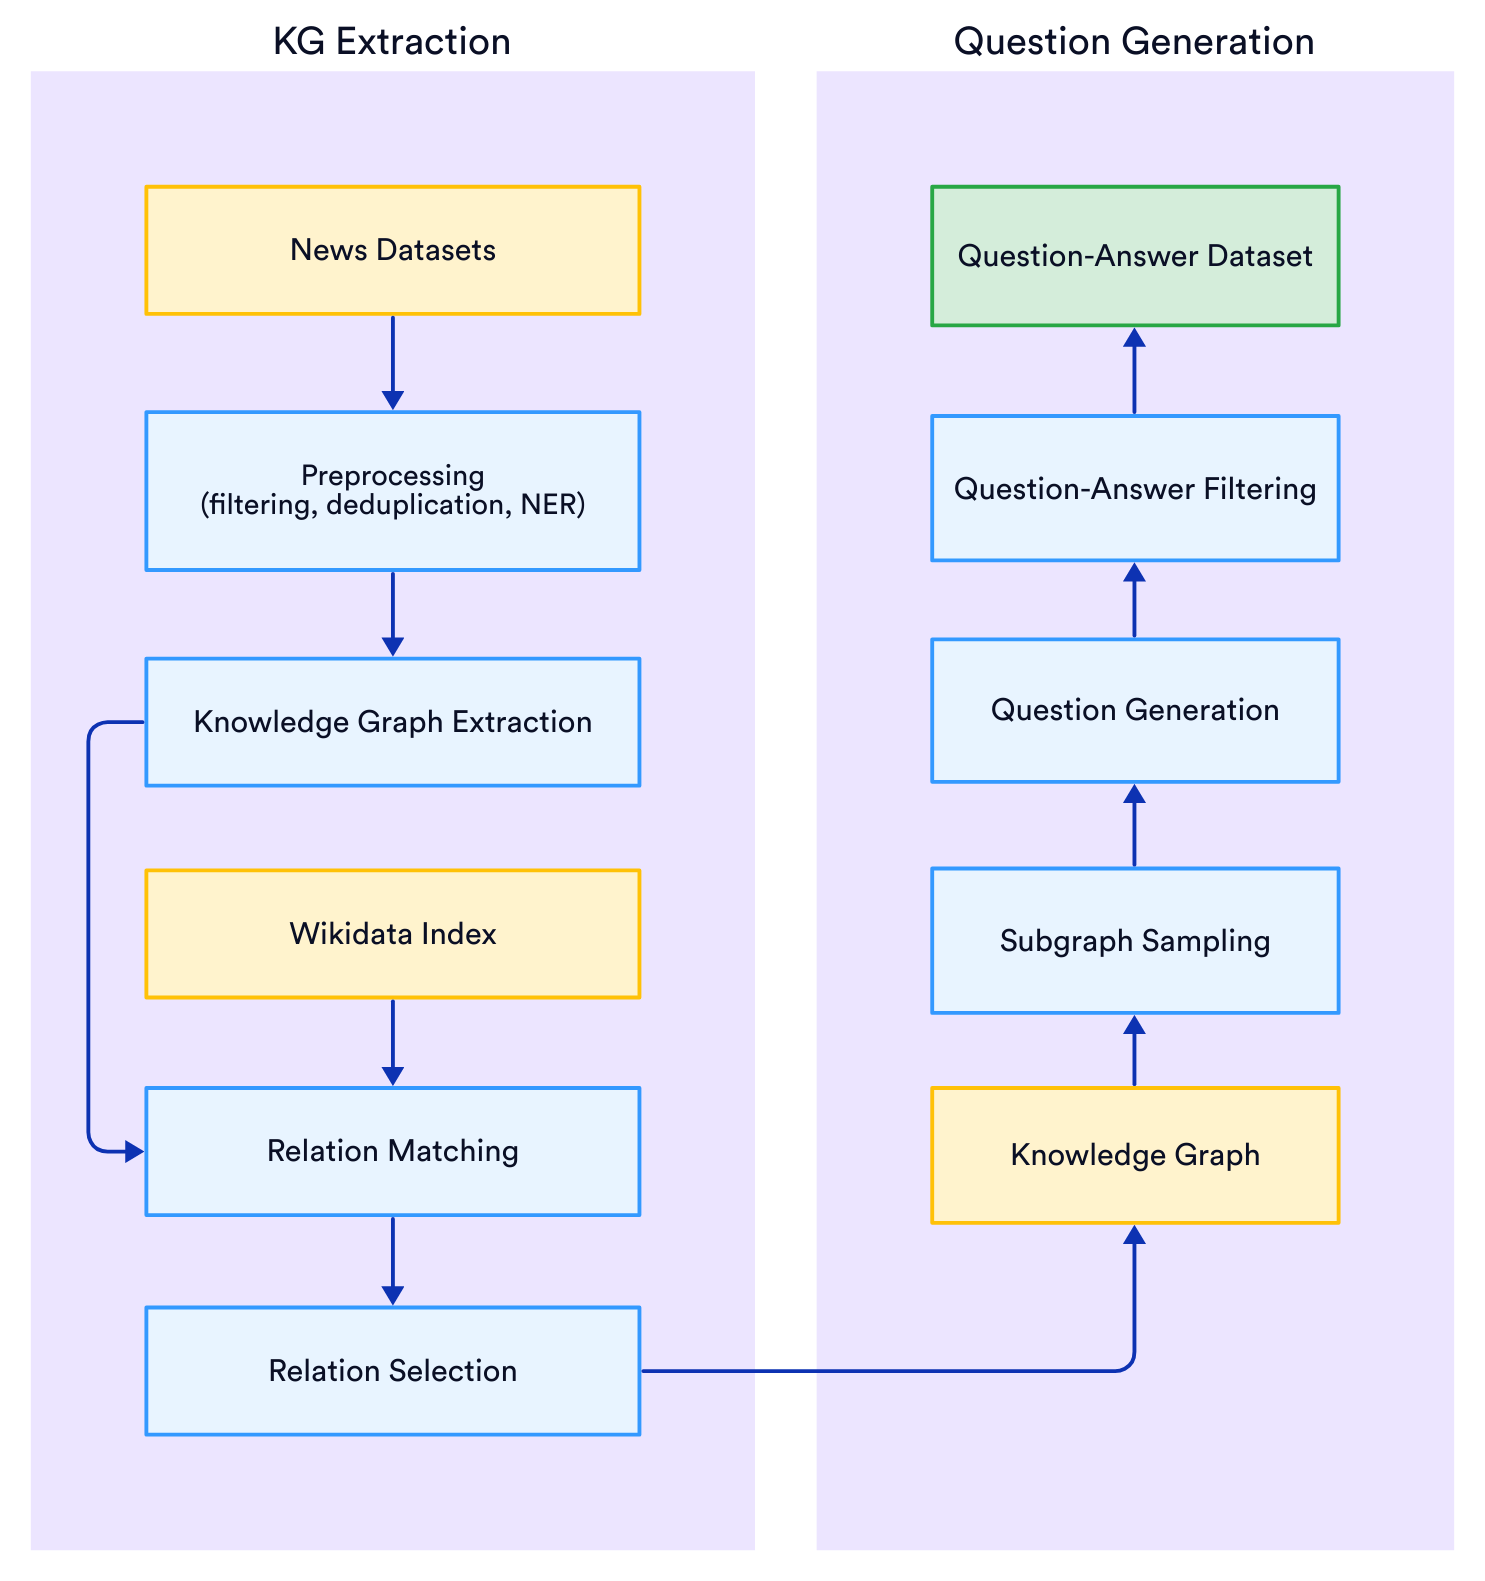 KG Extraction
News Datasets
Preprocessing
(filtering, deduplication, NER)
Knowledge Graph Extraction
Wikidata Index
Relation Matching
Relation Selection
Question Generation
Question-Answer Dataset
Question-Answer Filtering
Question Generation
Subgraph Sampling
Knowledge Graph